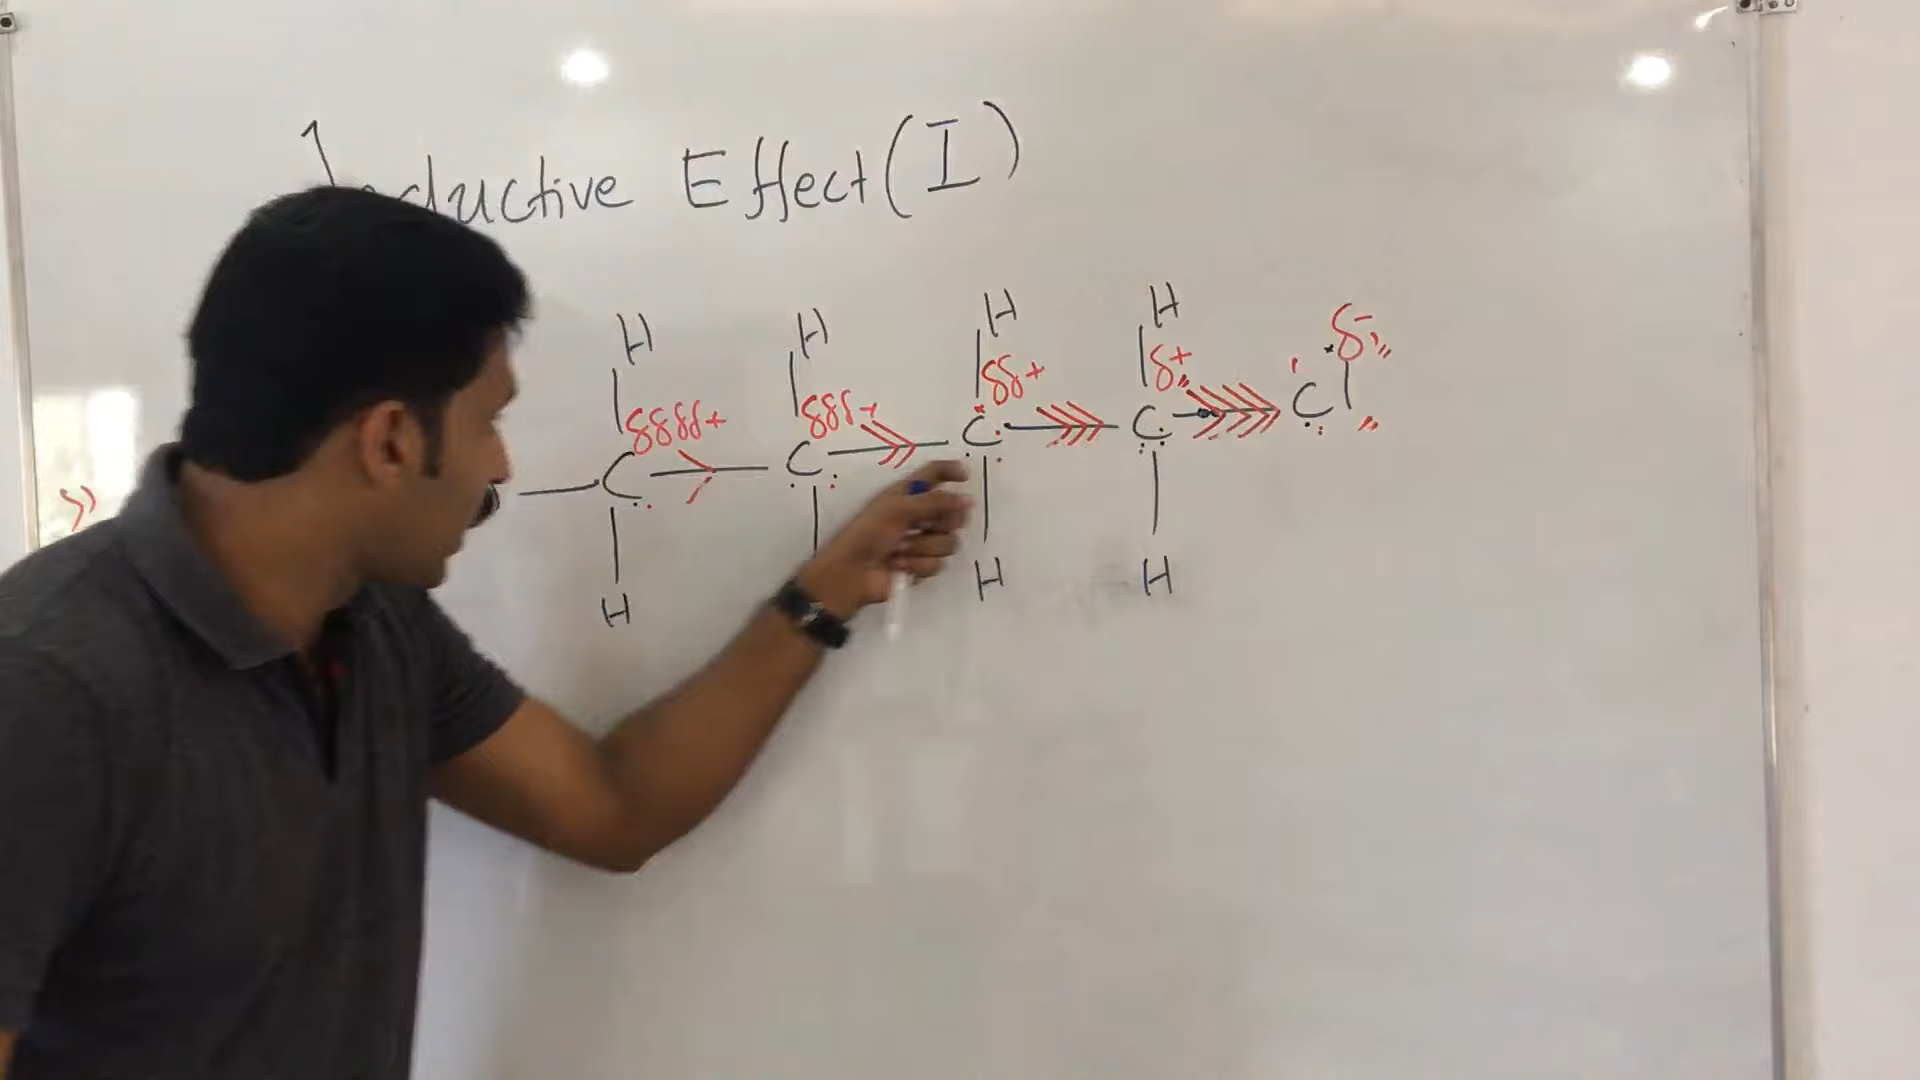 Inductive Effect (I)
H H H H δ-
δδδδ+ δδδ+ δδ+ δ+
C C C C Cl
H H H